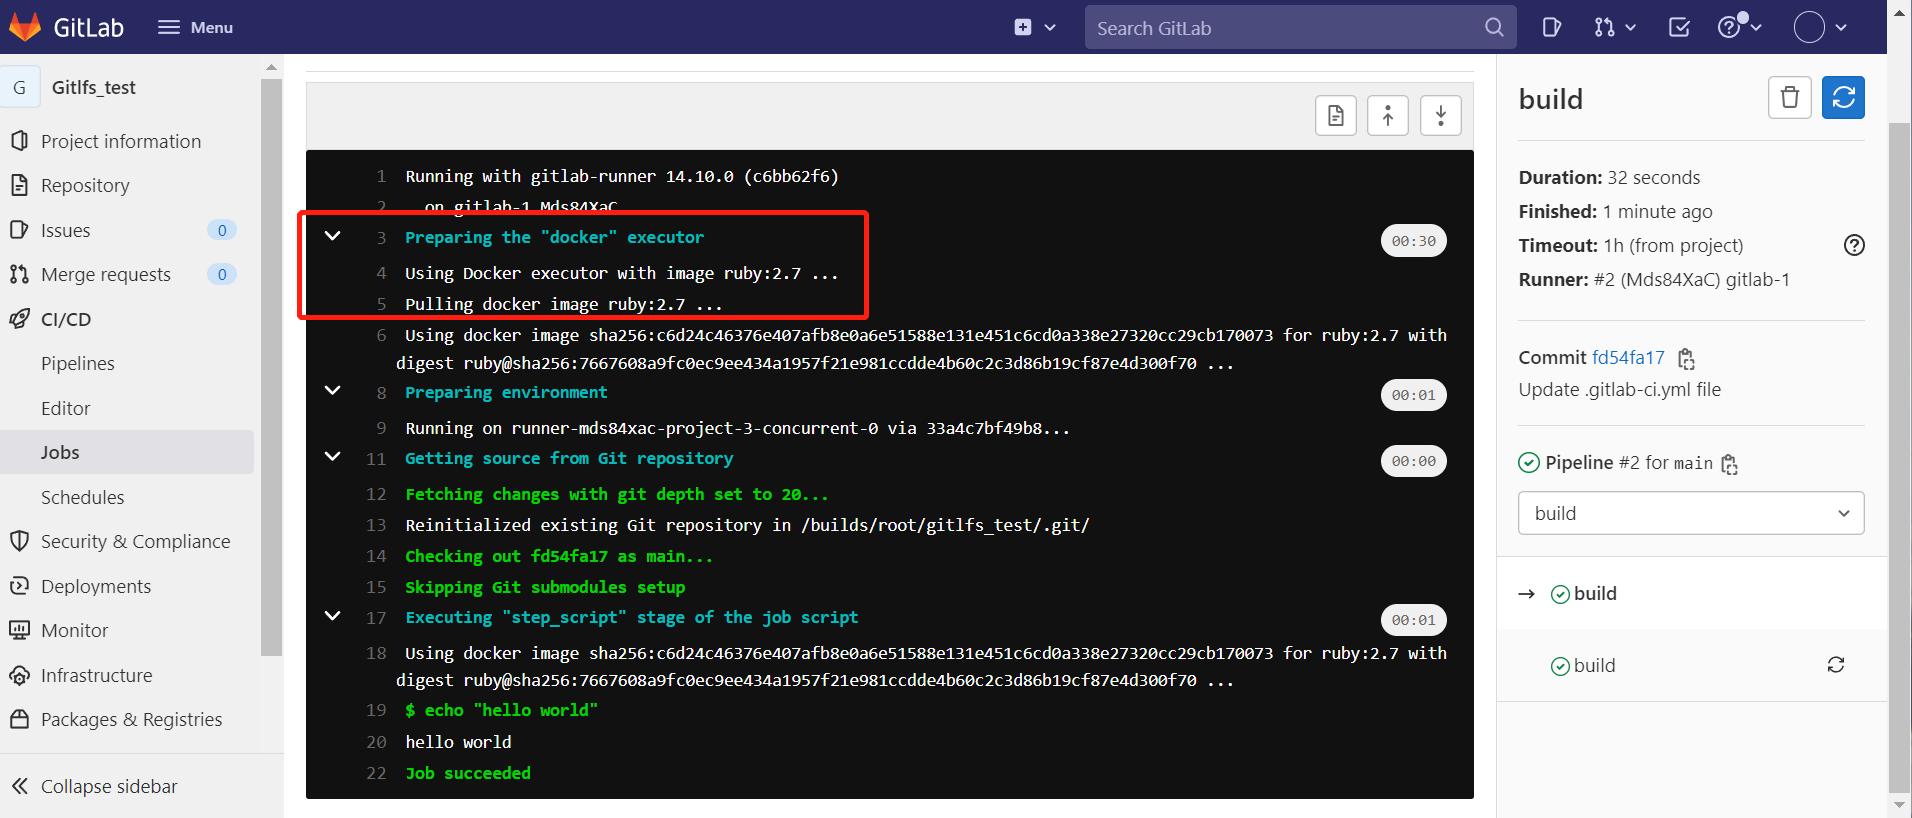 GitLab
Menu
Search GitLab
G
Gitlfs_test
Project information
Repository
Issues
0
Merge requests
0
CI/CD
Pipelines
Editor
Jobs
Schedules
Security & Compliance
Deployments
Monitor
Infrastructure
Packages & Registries
Collapse sidebar
1 Running with gitlab-runner 14.10.0 (c6bb62f6)
2 on gitlab-1 Mds84XaC
3 Preparing the "docker" executor
00:30
4 Using Docker executor with image ruby:2.7 ...
5 Pulling docker image ruby:2.7 ...
6 Using docker image sha256:c6d24c46376e407afb8e0a6e51588e131e451c6cd0a338e27320cc29cb170073 for ruby:2.7 with
digest ruby@sha256:7667608a9fc0ec9ee434a1957f21e981ccdde4b60c2c3d86b19cf87e4d300f70 ...
8 Preparing environment
00:01
9 Running on runner-mds84xac-project-3-concurrent-0 via 33a4c7bf49b8...
11 Getting source from Git repository
00:00
12 Fetching changes with git depth set to 20...
13 Reinitialized existing Git repository in /builds/root/gitlfs_test/.git/
14 Checking out fd54fa17 as main...
15 Skipping Git submodules setup
17 Executing "step_script" stage of the job script
00:01
18 Using docker image sha256:c6d24c46376e407afb8e0a6e51588e131e451c6cd0a338e27320cc29cb170073 for ruby:2.7 with
digest ruby@sha256:7667608a9fc0ec9ee434a1957f21e981ccdde4b60c2c3d86b19cf87e4d300f70 ...
19 $ echo "hello world"
20 hello world
22 Job succeeded
build
Duration: 32 seconds
Finished: 1 minute ago
Timeout: 1h (from project)
Runner: #2 (Mds84XaC) gitlab-1
Commit fd54fa17
Update .gitlab-ci.yml file
Pipeline #2 for main
build
build
build